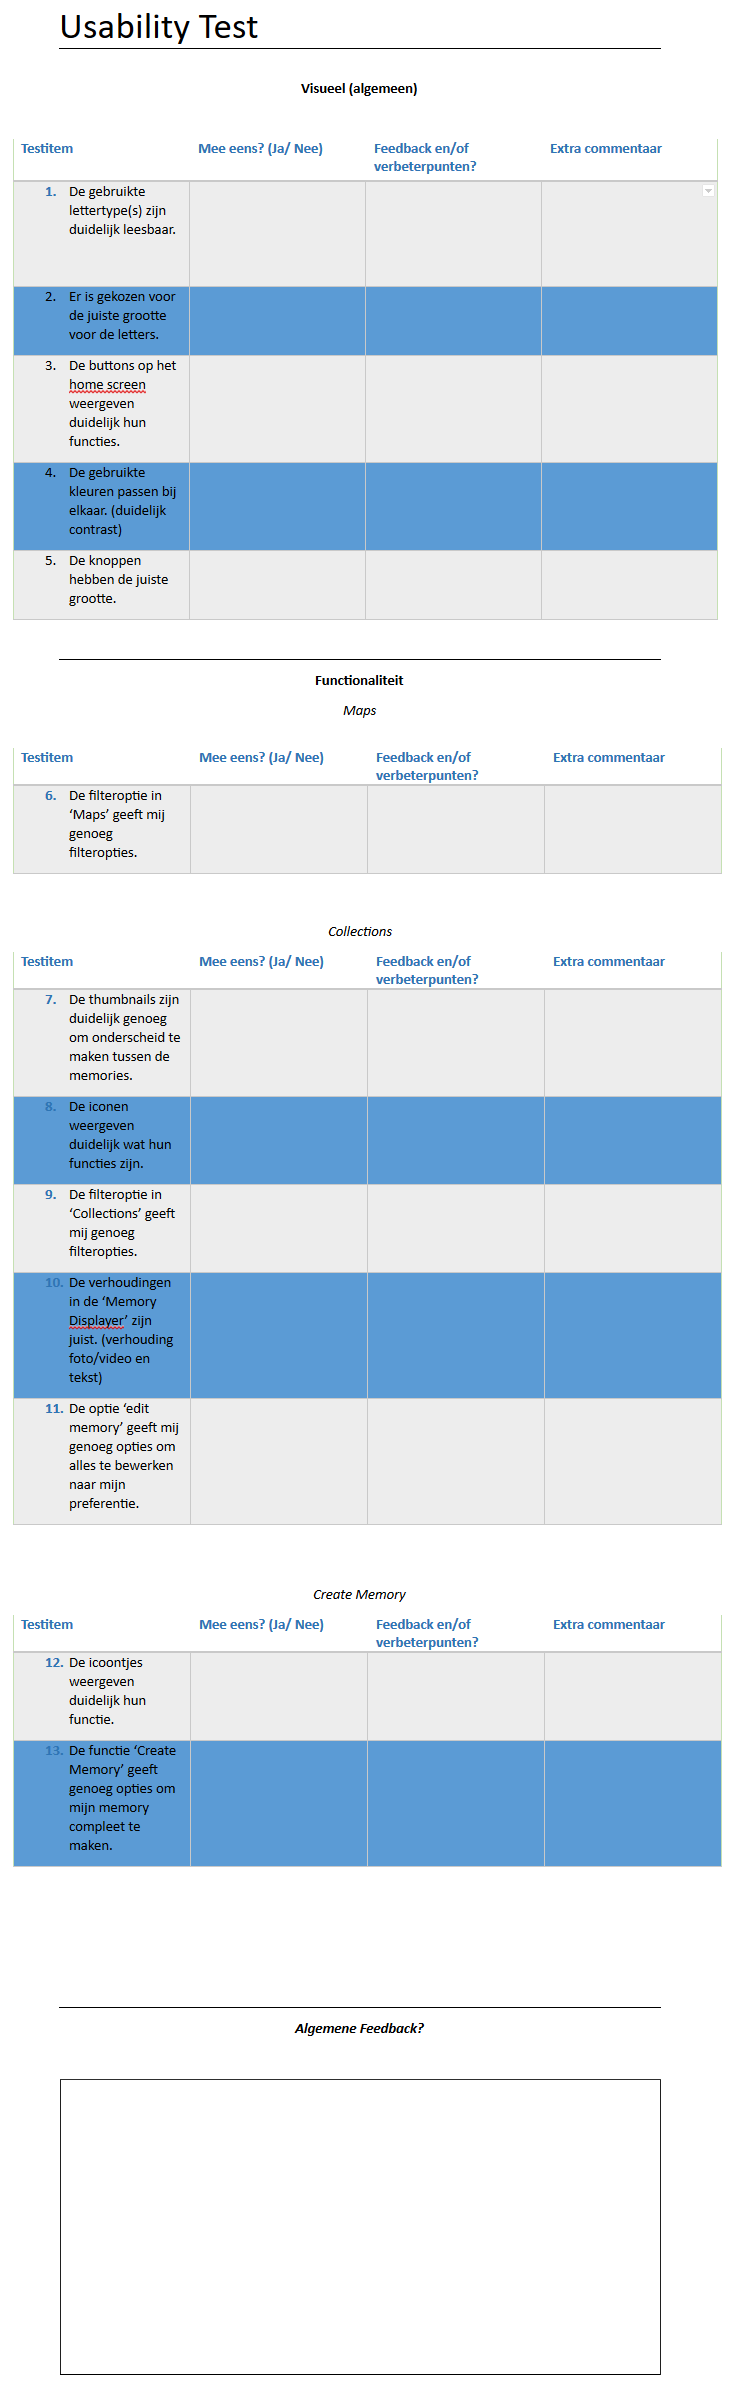 Usability Test
Visueel (algemeen)
Testitem Mee eens? (Ja/ Nee) Feedback en/of Extra commentaar
verbeterpunten?
1. De gebruikte
lettertype(s) zijn
duidelijk leesbaar.
2. Er is gekozen voor
de juiste grootte
voor de letters.
3. De buttons op het
home screen
weergeven
duidelijk hun
functies.
4. De gebruikte
kleuren passen bij
elkaar. (duidelijk
contrast)
5. De knoppen
hebben de juiste
grootte.
Functionaliteit
Maps
Testitem Mee eens? (Ja/ Nee) Feedback en/of Extra commentaar
verbeterpunten?
6. De filteroptie in
‘Maps’ geeft mij
genoeg
filteropties.
Collections
Testitem Mee eens? (Ja/ Nee) Feedback en/of Extra commentaar
verbeterpunten?
7. De thumbnails zijn
duidelijk genoeg
om onderscheid te
maken tussen de
memories.
8. De iconen
weergeven
duidelijk wat hun
functies zijn.
9. De filteroptie in
‘Collections’ geeft
mij genoeg
filteropties.
10. De verhoudingen
in de ‘Memory
Displayer’ zijn
juist. (verhouding
foto/video en
tekst)
11. De optie ‘edit
memory’ geeft mij
genoeg opties om
alles te bewerken
naar mijn
preferentie.
Create Memory
Testitem Mee eens? (Ja/ Nee) Feedback en/of Extra commentaar
verbeterpunten?
12. De icoontjes
weergeven
duidelijk hun
functie.
13. De functie ‘Create
Memory’ geeft
genoeg opties om
mijn memory
compleet te
maken.
Algemene Feedback?